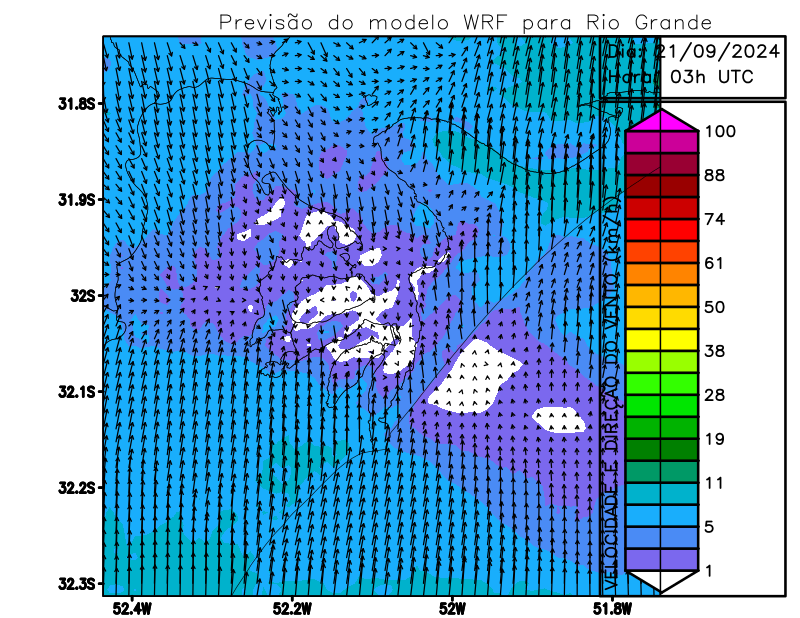 Previsão do modelo WRF para Rio Grande
Dia: 21/09/2024
Hora: 03h UTC
31.8S
31.9S
32S
32.1S
32.2S
32.3S
52.4W
52.2W
52W
51.8W
VELOCIDADE E DIREÇÃO DO VENTO (km/h)
100
88
74
61
50
38
28
19
11
5
1